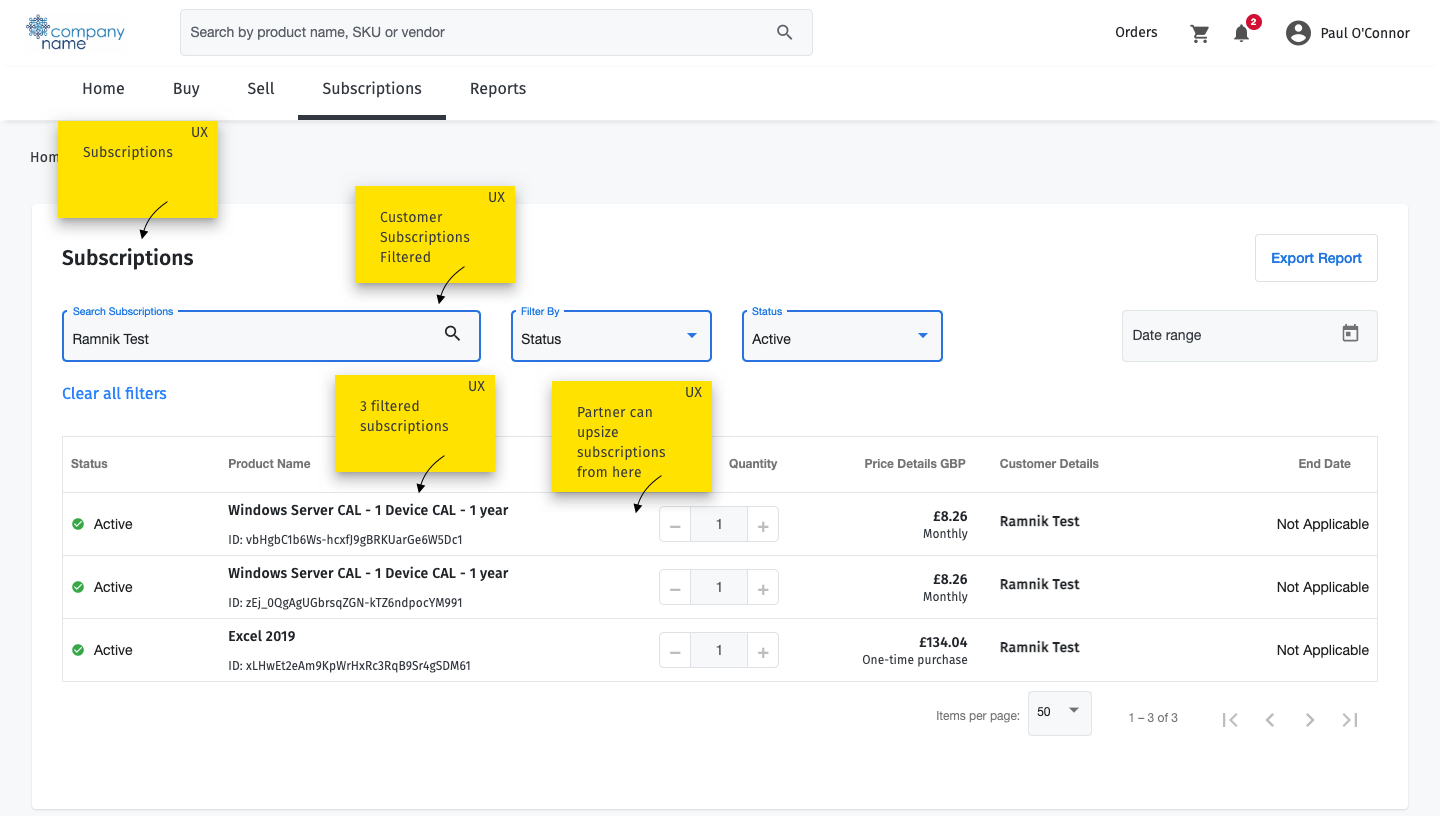 company
name
Search by product name, SKU or vendor
Orders
2
Paul O'Connor
Home
Buy
Sell
Subscriptions
Reports
UX
Subscriptions
Hom
UX
Customer
Subscriptions
Filtered
Subscriptions
Export Report
Search Subscriptions
Ramnik Test
Filter By
Status
Status
Active
Date range
Clear all filters
UX
3 filtered
subscriptions
UX
Partner can
upsize
subscriptions
from here
Status
Product Name
Quantity
Price Details GBP
Customer Details
End Date
Active
Windows Server CAL - 1 Device CAL - 1 year
ID: vbHgbC1b6Ws-hcxfJ9gBRKUarGe6W5Dc1
1
£8.26
Monthly
Ramnik Test
Not Applicable
Active
Windows Server CAL - 1 Device CAL - 1 year
ID: zEj_0QgAgUGbrsqZGN-kTZ6ndpocYM991
1
£8.26
Monthly
Ramnik Test
Not Applicable
Active
Excel 2019
ID: xLHwEt2eAm9KpWrHxRc3RqB9Sr4gSDM61
1
£134.04
One-time purchase
Ramnik Test
Not Applicable
Items per page:
50
1 – 3 of 3